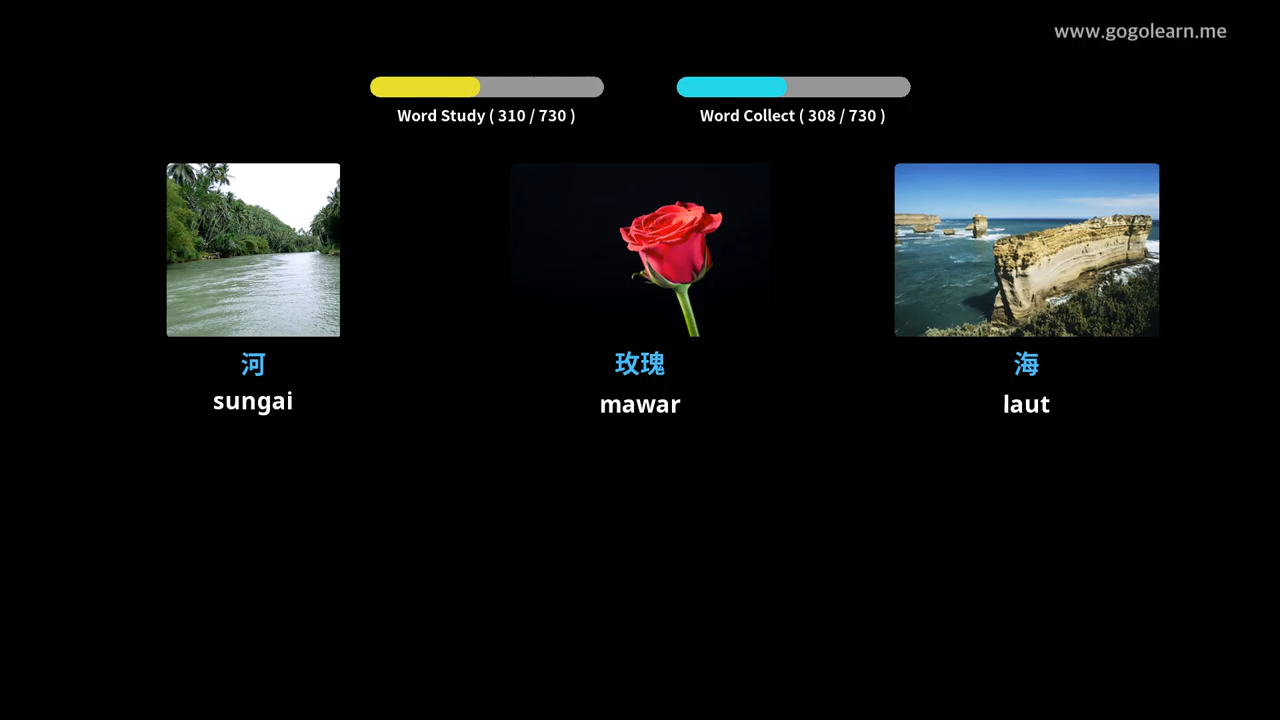 www.gogolearn.me
Word Study ( 310 / 730 )
Word Collect ( 308 / 730 )
河
sungai
玫瑰
mawar
海
laut